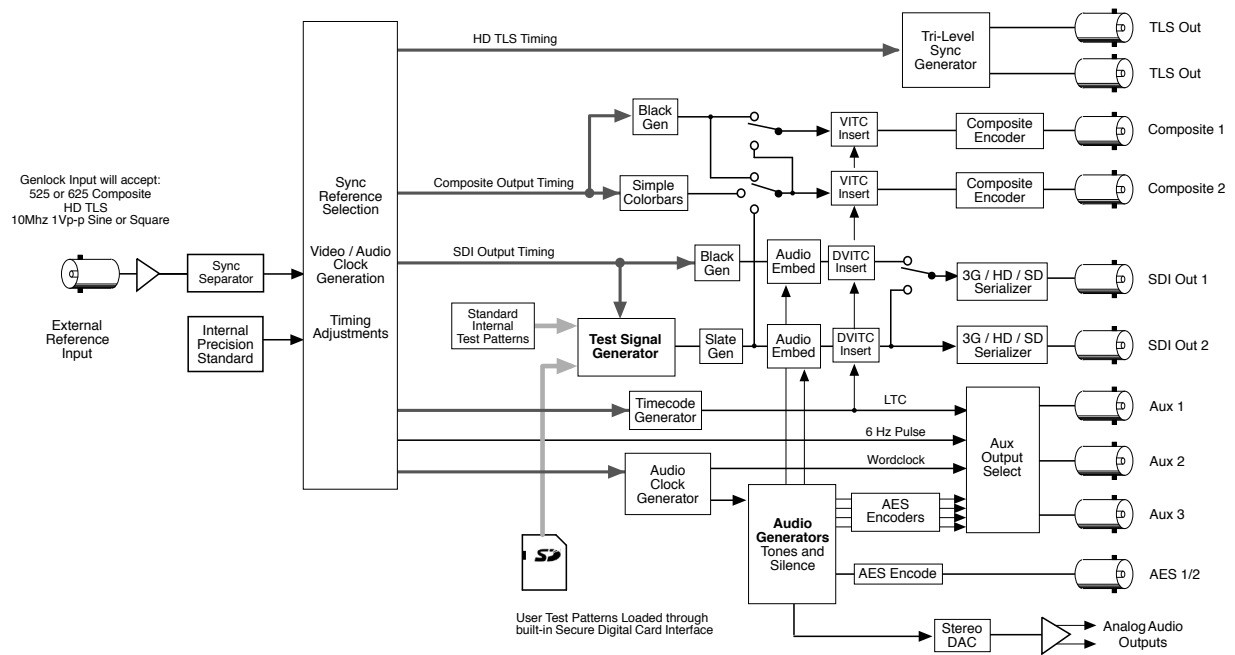 HD TLS Timing
Tri-Level
Sync
Generator
TLS Out
TLS Out
Black
Gen
VITC
Insert
Composite
Encoder
Composite 1
Genlock Input will accept:
525 or 625 Composite
HD TLS
10Mhz 1Vp-p Sine or Square
Sync
Reference
Selection
Video / Audio
Clock
Generation
Timing
Adjustments
Composite Output Timing
Simple
Colorbars
VITC
Insert
Composite
Encoder
Composite 2
Sync
Separator
SDI Output Timing
Black
Gen
Audio
Embed
DVITC
Insert
3G / HD / SD
Serializer
SDI Out 1
External
Reference
Input
Internal
Precision
Standard
Standard
Internal
Test Patterns
Test Signal
Generator
Slate
Gen
Audio
Embed
DVITC
Insert
3G / HD / SD
Serializer
SDI Out 2
Timecode
Generator
LTC
6 Hz Pulse
Wordclock
Aux
Output
Select
Aux 1
Aux 2
Aux 3
Audio
Clock
Generator
Audio
Generators
Tones and
Silence
AES
Encoders
AES Encode
AES 1/2
SD
User Test Patterns Loaded through
built-in Secure Digital Card Interface
Stereo
DAC
Analog Audio
Outputs